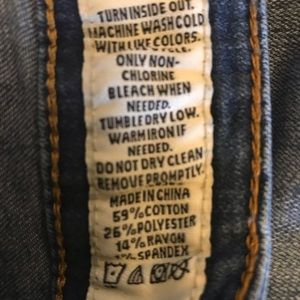 TURN INSIDE OUT.
MACHINE WASH COLD
WITH LIKE COLORS.
ONLY NON-
CHLORINE
BLEACH WHEN
NEEDED.
TUMBLE DRY LOW.
WARM IRON IF
NEEDED.
DO NOT DRY CLEAN
REMOVE PROMPTLY.
MADE IN CHINA
59% COTTON
26% POLYESTER
14% RAYON
SPANDEX